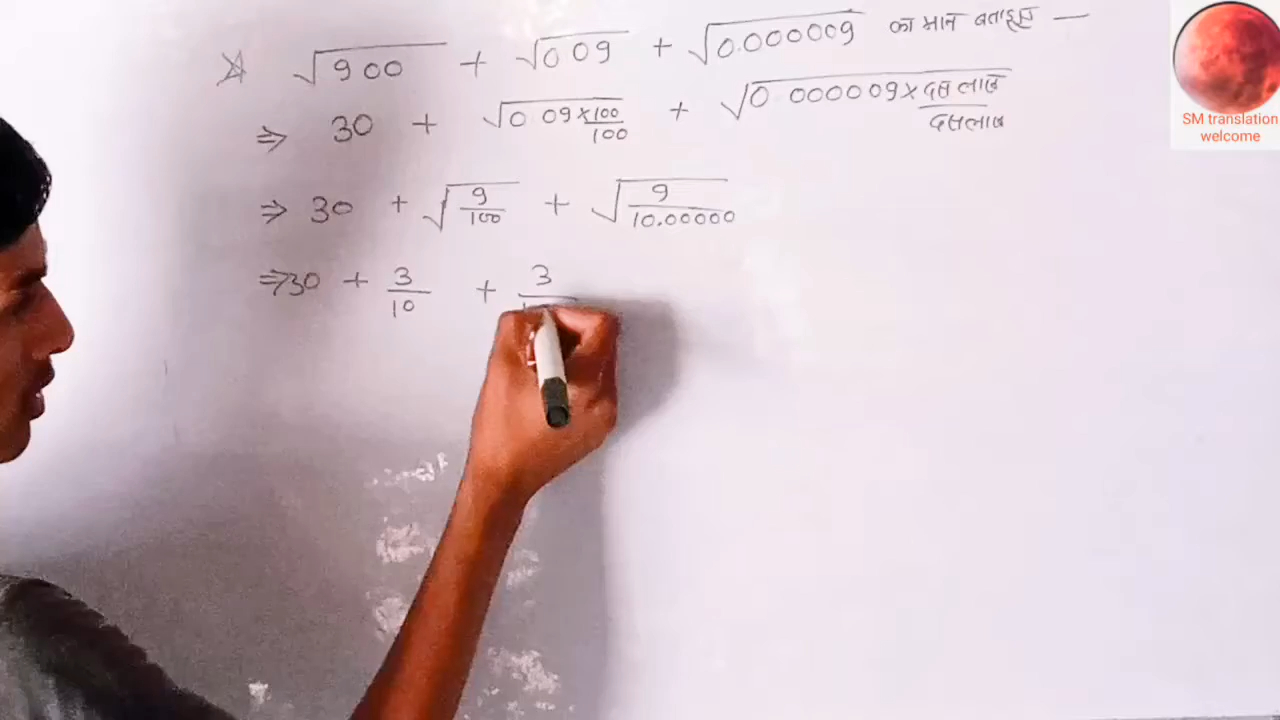 √900 + √0.09 + √0.000009 का मान बताइए —
⇒ 30 + √0.09×100/100 + √0.000009×दस लाख/दसलाख
⇒ 30 + √9/100 + √9/10.00000
⇒30 + 3/10 + 3/
SM translation
welcome